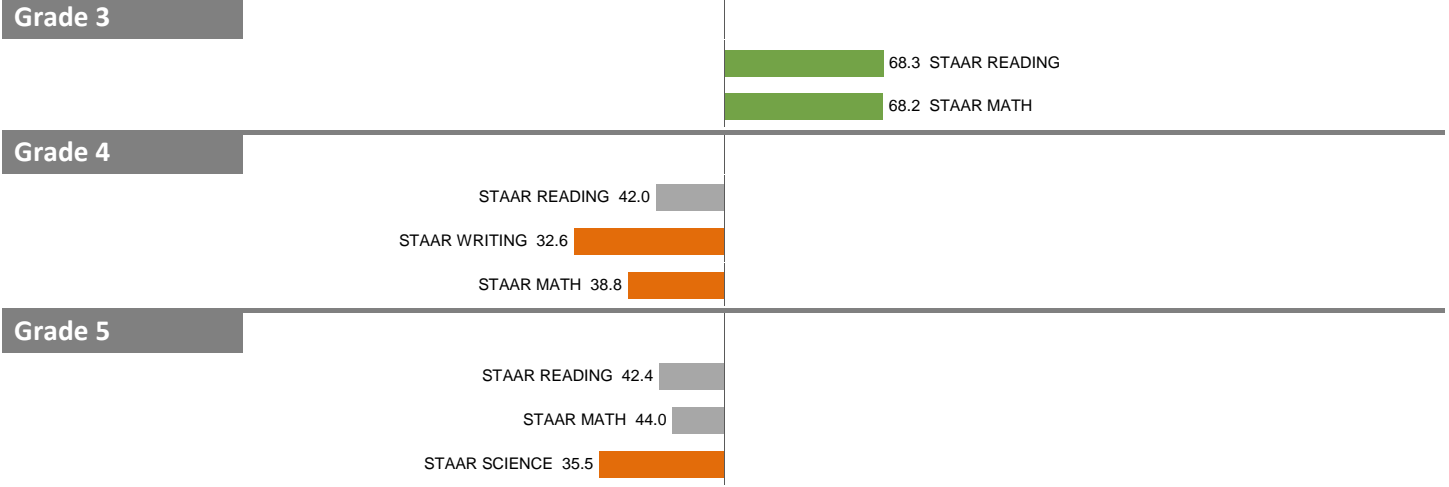 Grade 3
68.3 STAAR READING
68.2 STAAR MATH
Grade 4
STAAR READING 42.0
STAAR WRITING 32.6
STAAR MATH 38.8
Grade 5
STAAR READING 42.4
STAAR MATH 44.0
STAAR SCIENCE 35.5